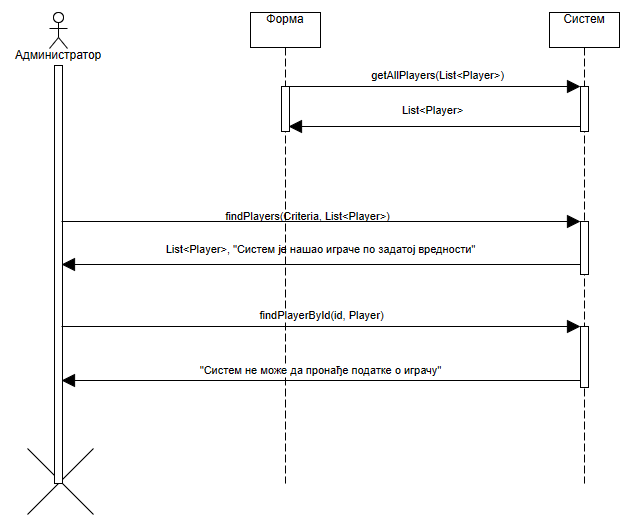 Форма
Систем
Администратор
getAllPlayers(List<Player>)
List<Player>
findPlayers(Criteria, List<Player>)
List<Player>, "Систем је нашао играче по задатој вредности"
findPlayerById(id, Player)
"Систем не може да пронађе податке о играчу"